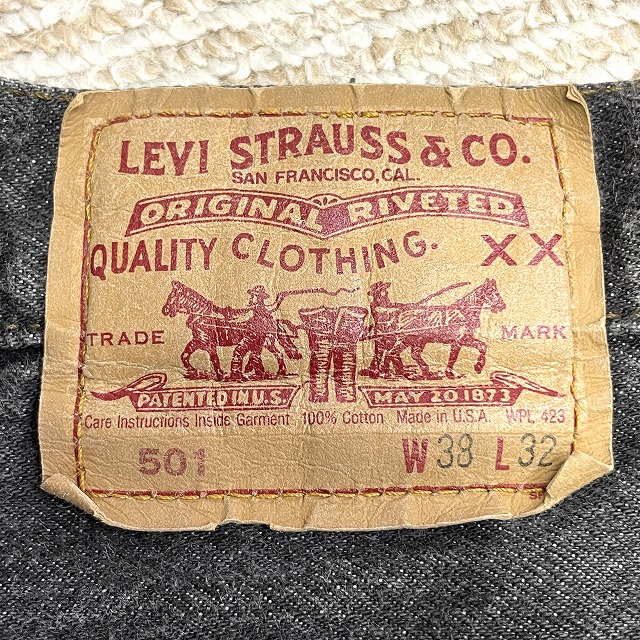 LEVI STRAUSS & CO.
SAN FRANCISCO, CAL.
ORIGINAL RIVETED
QUALITY CLOTHING. XX
TRADE MARK
PATENTED IN U.S. MAY 20 1873
Care Instructions Inside Garment 100% Cotton Made in U.S.A. WPL 423
501 W 38 L 32